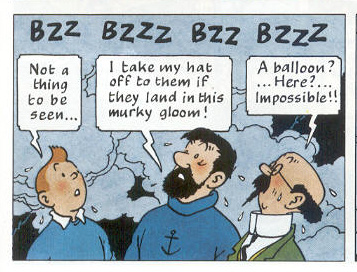 BZZ BZZZ BZZ BZZZ
Not a
thing
to be
seen...
I take my hat
off to them if
they land in this
murky gloom!
A balloon?
...Here?...
Impossible!!